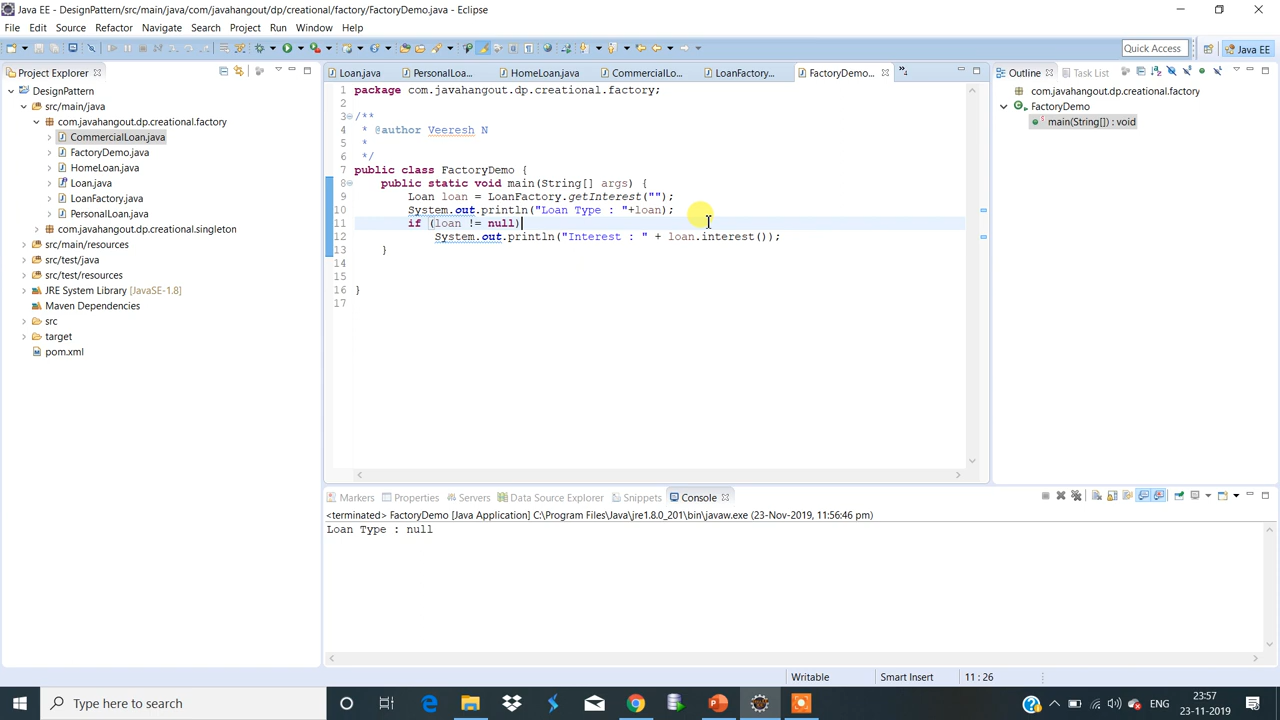 Java EE - DesignPattern/src/main/java/com/javahangout/dp/creational/factory/FactoryDemo.java - Eclipse
File Edit Source Refactor Navigate Search Project Run Window Help
Quick Access
Java EE
Project Explorer
DesignPattern
src/main/java
com.javahangout.dp.creational.factory
CommercialLoan.java
FactoryDemo.java
HomeLoan.java
Loan.java
LoanFactory.java
PersonalLoan.java
com.javahangout.dp.creational.singleton
src/main/resources
src/test/java
src/test/resources
JRE System Library [JavaSE-1.8]
Maven Dependencies
src
target
pom.xml
Loan.java PersonalLoa... HomeLoan.java CommercialLo... LoanFactory... FactoryDemo... »4
1 package com.javahangout.dp.creational.factory;
2
3 /**
4 * @author Veeresh N
5 *
6 */
7 public class FactoryDemo {
8 public static void main(String[] args) {
9 Loan loan = LoanFactory.getInterest("");
10 System.out.println("Loan Type : "+loan);
11 if (loan != null)
12 System.out.println("Interest : " + loan.interest());
13 }
14
15
16 }
17
Outline Task List
com.javahangout.dp.creational.factory
FactoryDemo
main(String[]) : void
Markers Properties Servers Data Source Explorer Snippets Console
<terminated> FactoryDemo [Java Application] C:\Program Files\Java\jre1.8.0_201\bin\javaw.exe (23-Nov-2019, 11:56:46 pm)
Loan Type : null
Writable Smart Insert 11 : 26
Type here to search
ENG
23:57
23-11-2019